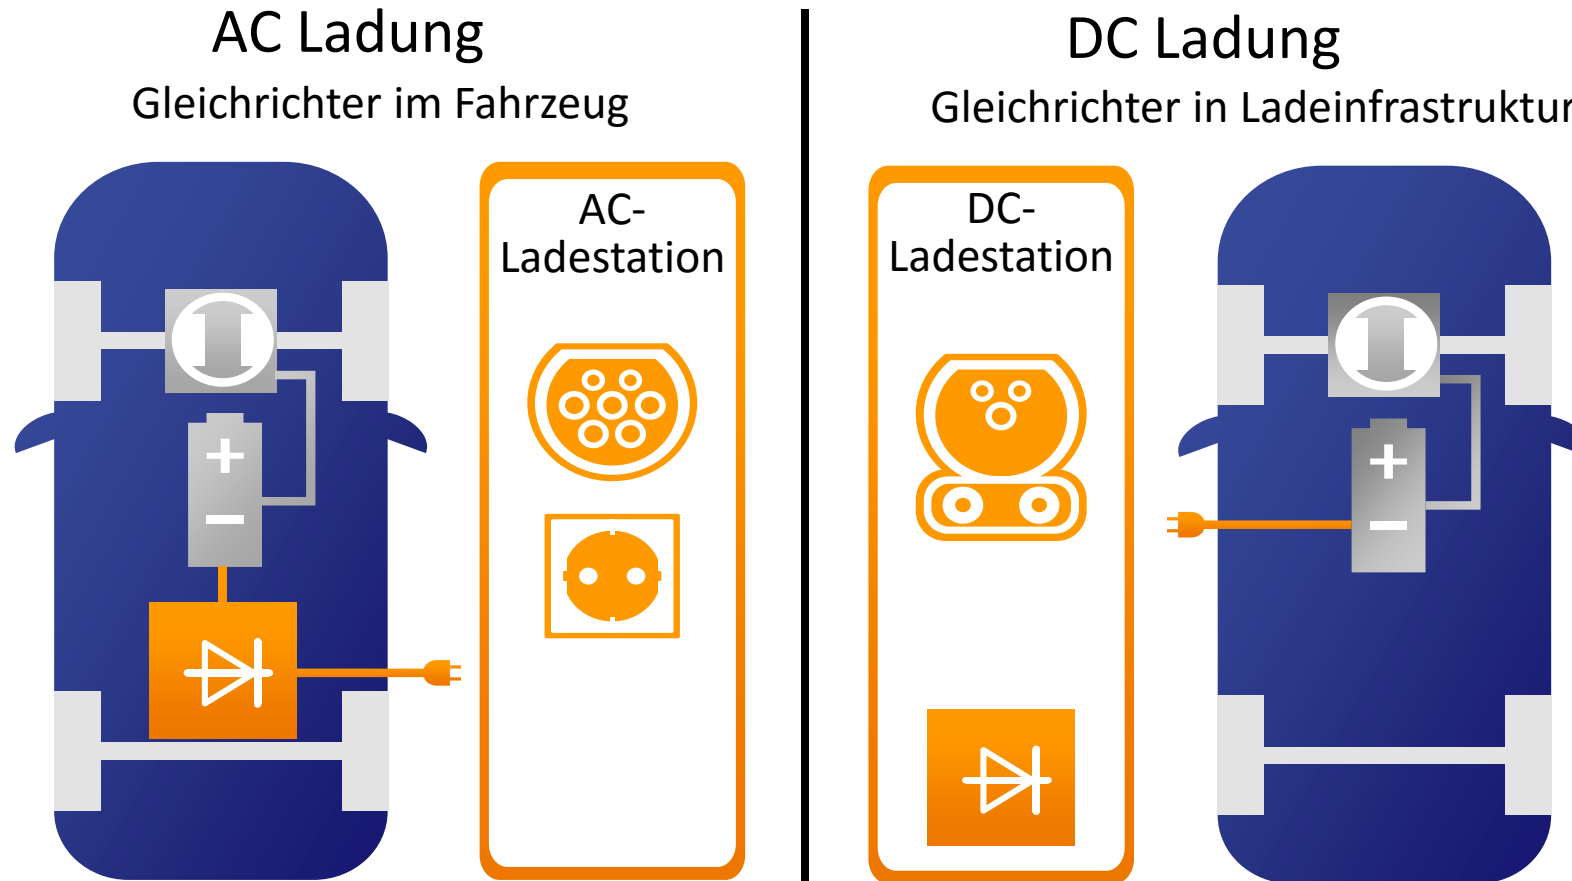 AC Ladung
Gleichrichter im Fahrzeug
AC-
Ladestation
+
−
DC Ladung
Gleichrichter in Ladeinfrastruktur
DC-
Ladestation
+
−